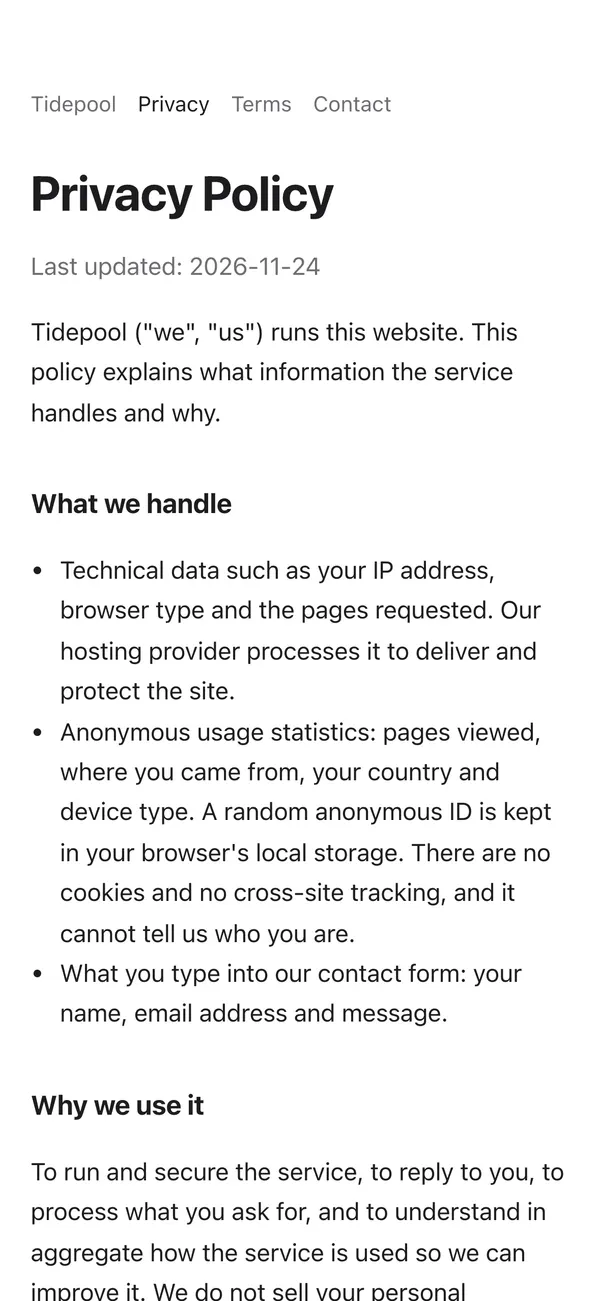 Tidepool Privacy Terms Contact
Privacy Policy
Last updated: 2026-11-24
Tidepool ("we", "us") runs this website. This
policy explains what information the service
handles and why.
What we handle
• Technical data such as your IP address,
browser type and the pages requested. Our
hosting provider processes it to deliver and
protect the site.
• Anonymous usage statistics: pages viewed,
where you came from, your country and
device type. A random anonymous ID is kept
in your browser's local storage. There are no
cookies and no cross-site tracking, and it
cannot tell us who you are.
• What you type into our contact form: your
name, email address and message.
Why we use it
To run and secure the service, to reply to you, to
process what you ask for, and to understand in
aggregate how the service is used so we can
improve it. We do not sell your personal